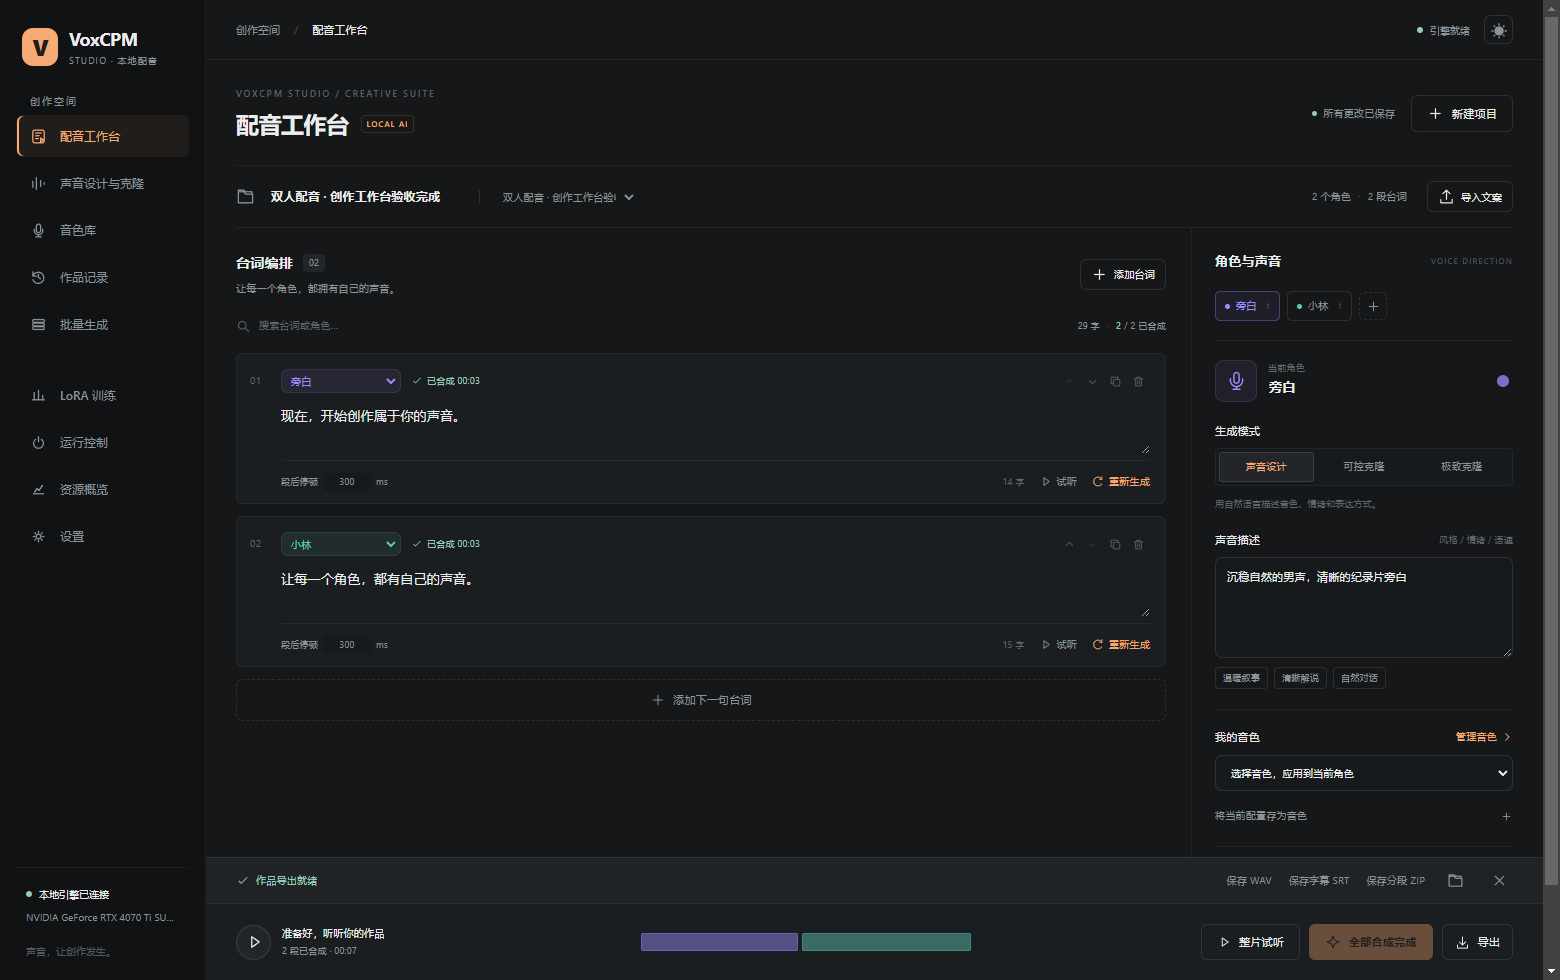 V
VoxCPM
STUDIO · 本地配音
创作空间
配音工作台
声音设计与克隆
音色库
作品记录
批量生成
LoRA 训练
运行控制
资源概览
设置
本地引擎已连接
NVIDIA GeForce RTX 4070 Ti SU...
声音，让创作发生。
创作空间 / 配音工作台
引擎就绪
VOXCPM STUDIO / CREATIVE SUITE
配音工作台 LOCAL AI
所有更改已保存
新建项目
双人配音 · 创作工作台验收完成
双人配音 · 创作工作台验
2 个角色 · 2 段台词
导入文案
台词编排 02
让每一个角色，都拥有自己的声音。
添加台词
搜索台词或角色...
29 字 · 2 / 2 已合成
01 旁白 已合成 00:03
现在，开始创作属于你的声音。
段后停顿 300 ms
14 字 试听 重新生成
02 小林 已合成 00:03
让每一个角色，都有自己的声音。
段后停顿 300 ms
15 字 试听 重新生成
添加下一句台词
角色与声音 VOICE DIRECTION
旁白 1 小林 1
当前角色
旁白
生成模式
声音设计 可控克隆 极致克隆
用自然语言描述音色、情绪和表达方式。
声音描述 风格 / 情绪 / 语速
沉稳自然的男声，清晰的纪录片旁白
温暖叙事 清晰解说 自然对话
我的音色 管理音色
选择音色，应用到当前角色
将当前配置存为音色
作品导出就绪
保存 WAV 保存字幕 SRT 保存分段 ZIP
准备好，听听你的作品
2 段已合成 · 00:07
整片试听 全部合成完成 导出